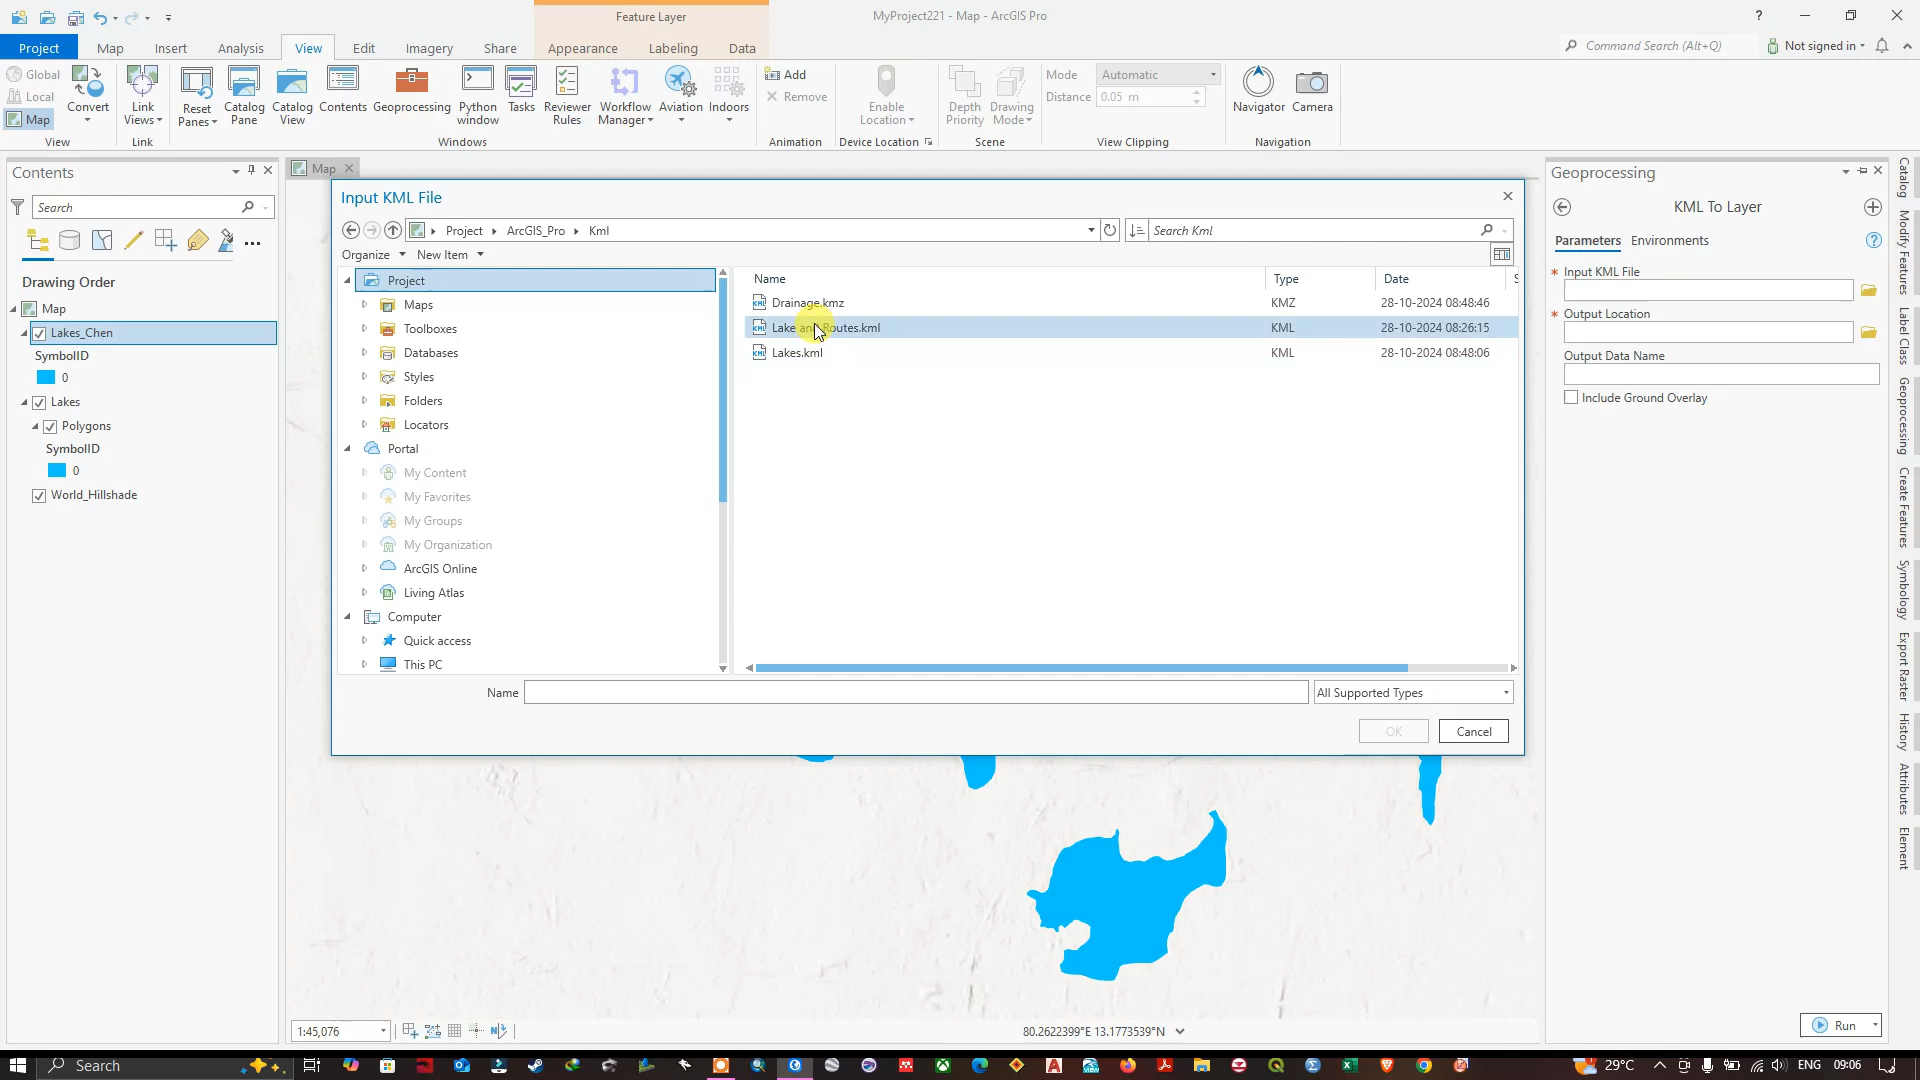 Feature Layer
MyProject221 - Map - ArcGIS Pro
?
Project
Map
Insert
Analysis
View
Edit
Imagery
Share
Appearance
Labeling
Data
Command Search (Alt+Q)
Not signed in
Global
Local
Map
Convert
Link
Views
Reset
Panes
Catalog
Pane
Catalog
View
Contents
Geoprocessing
Python
window
Tasks
Reviewer
Rules
Workflow
Manager
Aviation
Indoors
Add
Remove
Enable
Location
Depth
Priority
Drawing
Mode
Mode
Automatic
Distance
0.05 m
Navigator
Camera
View
Link
Windows
Animation
Device Location
Scene
View Clipping
Navigation
Contents
Search
Drawing Order
Map
Lakes_Chen
SymbolID
0
Lakes
Polygons
SymbolID
0
World_Hillshade
Map
Input KML File
Project
ArcGIS_Pro
Kml
Search Kml
Organize
New Item
Project
Maps
Toolboxes
Databases
Styles
Folders
Locators
Portal
My Content
My Favorites
My Groups
My Organization
ArcGIS Online
Living Atlas
Computer
Quick access
This PC
Name Type Date S
Drainage.kmz KMZ 28-10-2024 08:48:46
Lake and Routes.kml KML 28-10-2024 08:26:15
Lakes.kml KML 28-10-2024 08:48:06
Name
All Supported Types
OK
Cancel
1:45,076
80.2622399°E 13.1773539°N
Geoprocessing
KML To Layer
Parameters
Environments
?
* Input KML File
* Output Location
Output Data Name
Include Ground Overlay
Run
Catalog
Modify Features
Label Class
Geoprocessing
Create Features
Symbology
Export Raster
History
Attributes
Element
Search
29°C
ENG
09:06